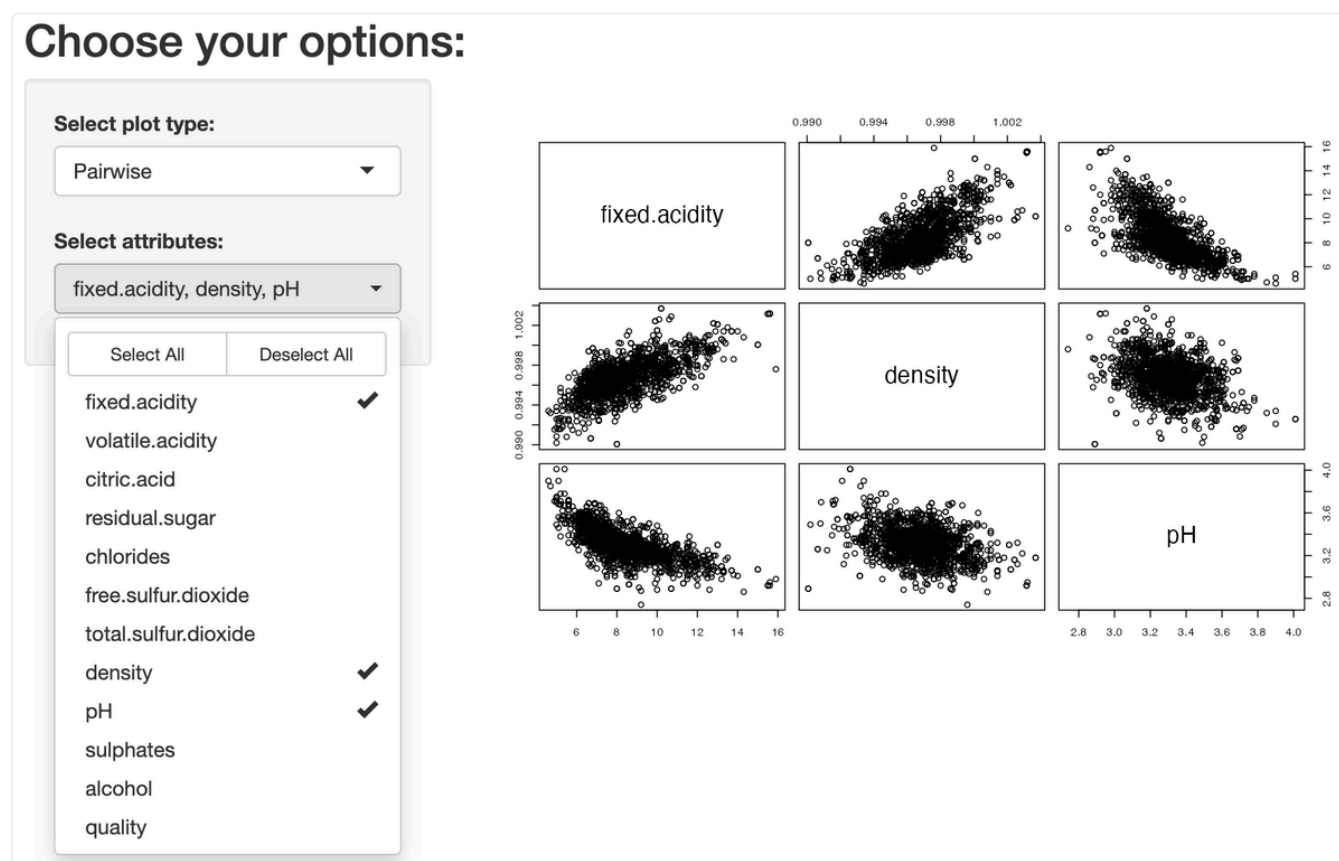 Choose your options:
Select plot type:
Pairwise
Select attributes:
fixed.acidity, density, pH
Select All
Deselect All
fixed.acidity
volatile.acidity
citric.acid
residual.sugar
chlorides
free.sulfur.dioxide
total.sulfur.dioxide
density
pH
sulphates
alcohol
quality
0.990 0.994 0.998 1.002
fixed.acidity
6 8 10 12 14 16
0.990 0.994 0.998 1.002
density
pH
2.8 3.2 3.6 4.0
6 8 10 12 14 16
2.8 3.0 3.2 3.4 3.6 3.8 4.0